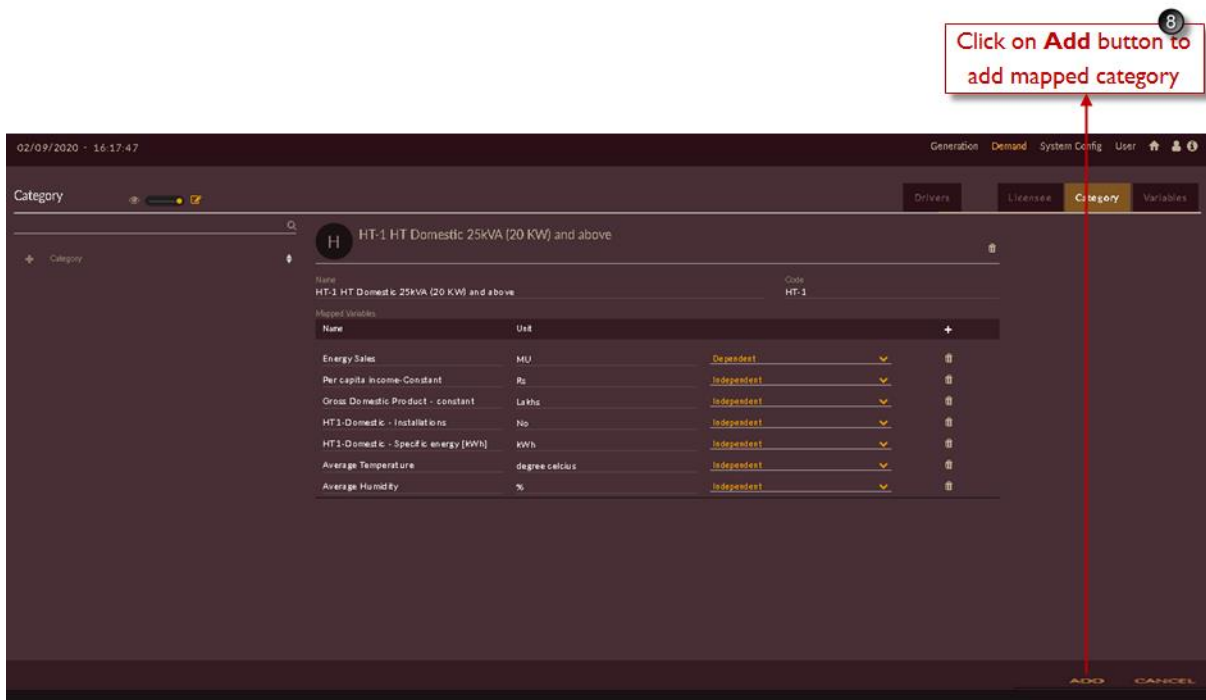 8
Click on Add button to
add mapped category
02/09/2020 - 16:17:47
Generation Demand System Config User
Category
Drivers Licensee Category Variables
H HT-1 HT Domestic 25kVA (20 KW) and above
Category
Name Code
HT-1 HT Domestic 25kVA (20 KW) and above HT-1
Mapped Variables
Name Unit +
Energy Sales MU Dependent
Per capita income-Constant Rs Independent
Gross Domestic Product - constant Lakhs Independent
HT1-Domestic - Installations No Independent
HT1-Domestic - Specific energy [kWh] kWh Independent
Average Temperature degree celcius Independent
Average Humidity % Independent
ADD CANCEL